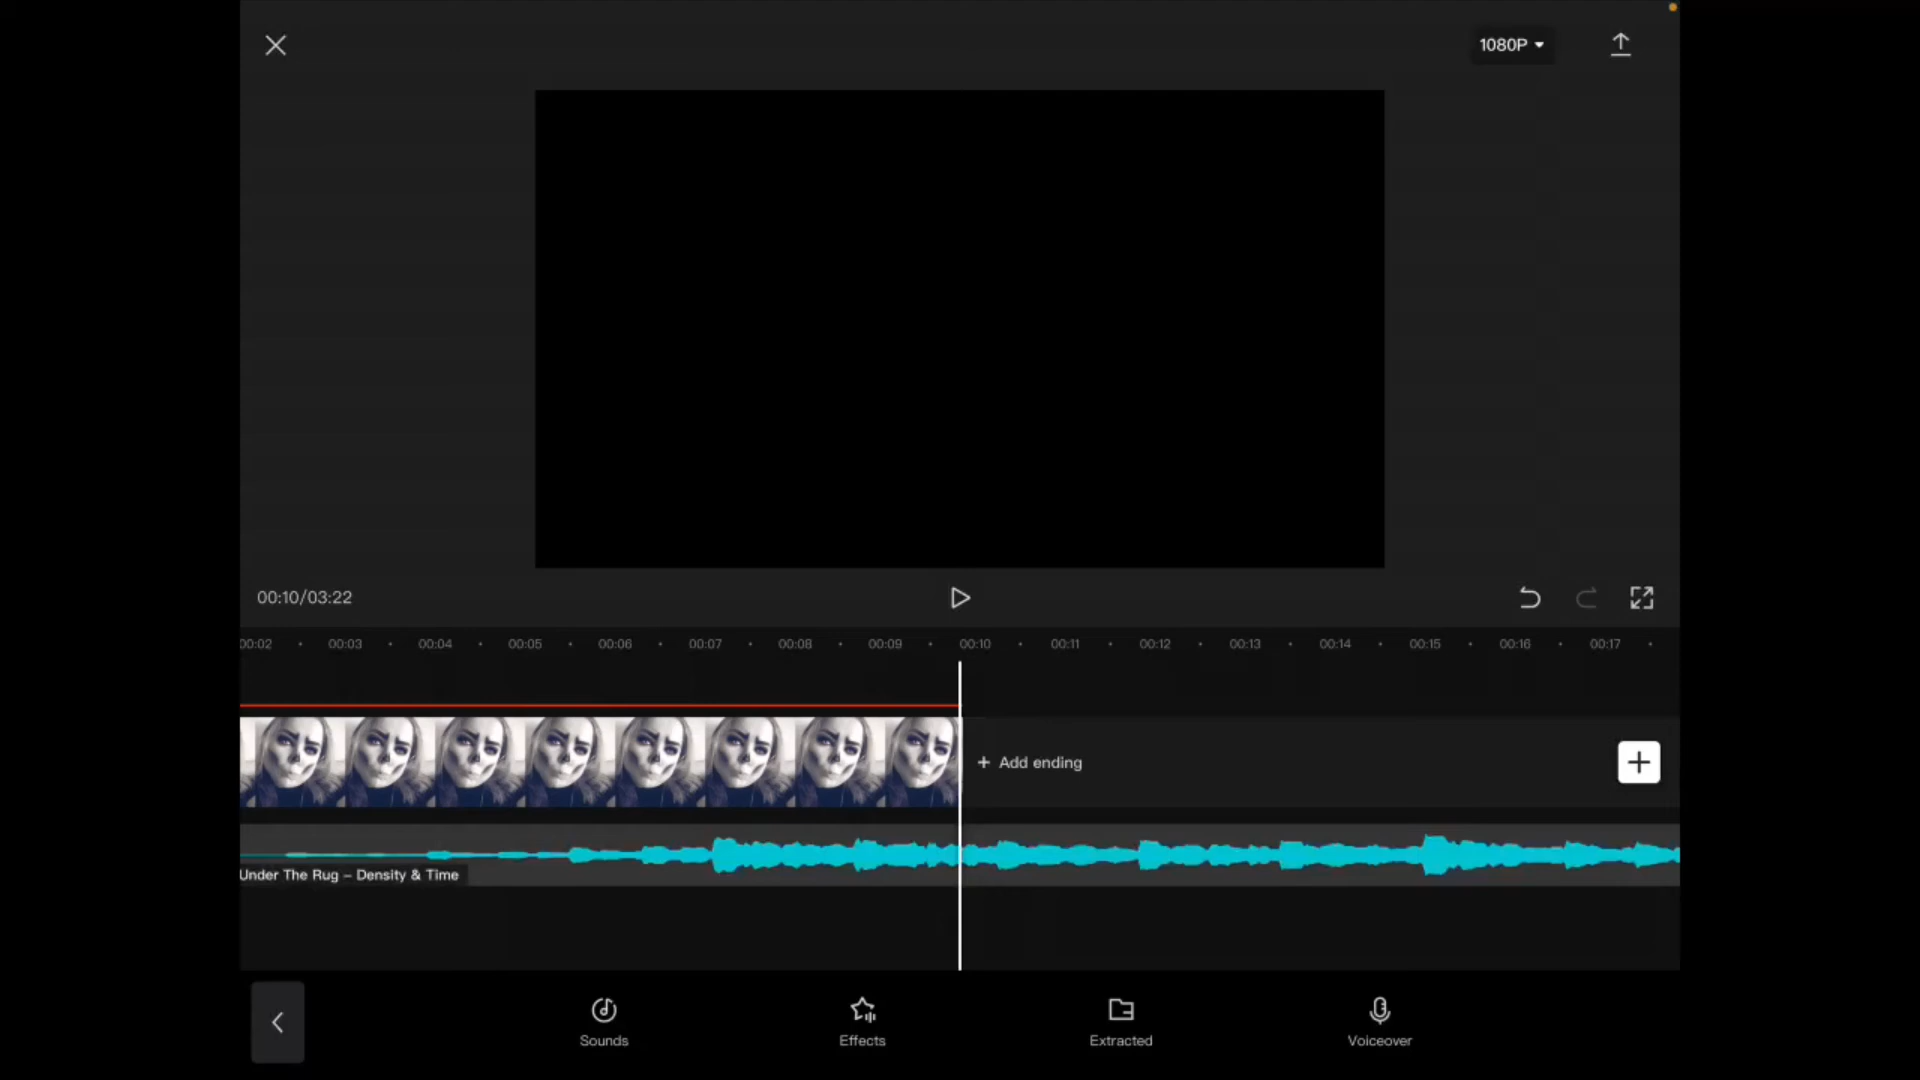 1080P
00:10/03:22
00:02 00:03 00:04 00:05 00:06 00:07 00:08 00:09 00:10 00:11 00:12 00:13 00:14 00:15 00:16 00:17
+ Add ending
Under The Rug – Density & Time
Sounds Effects Extracted Voiceover